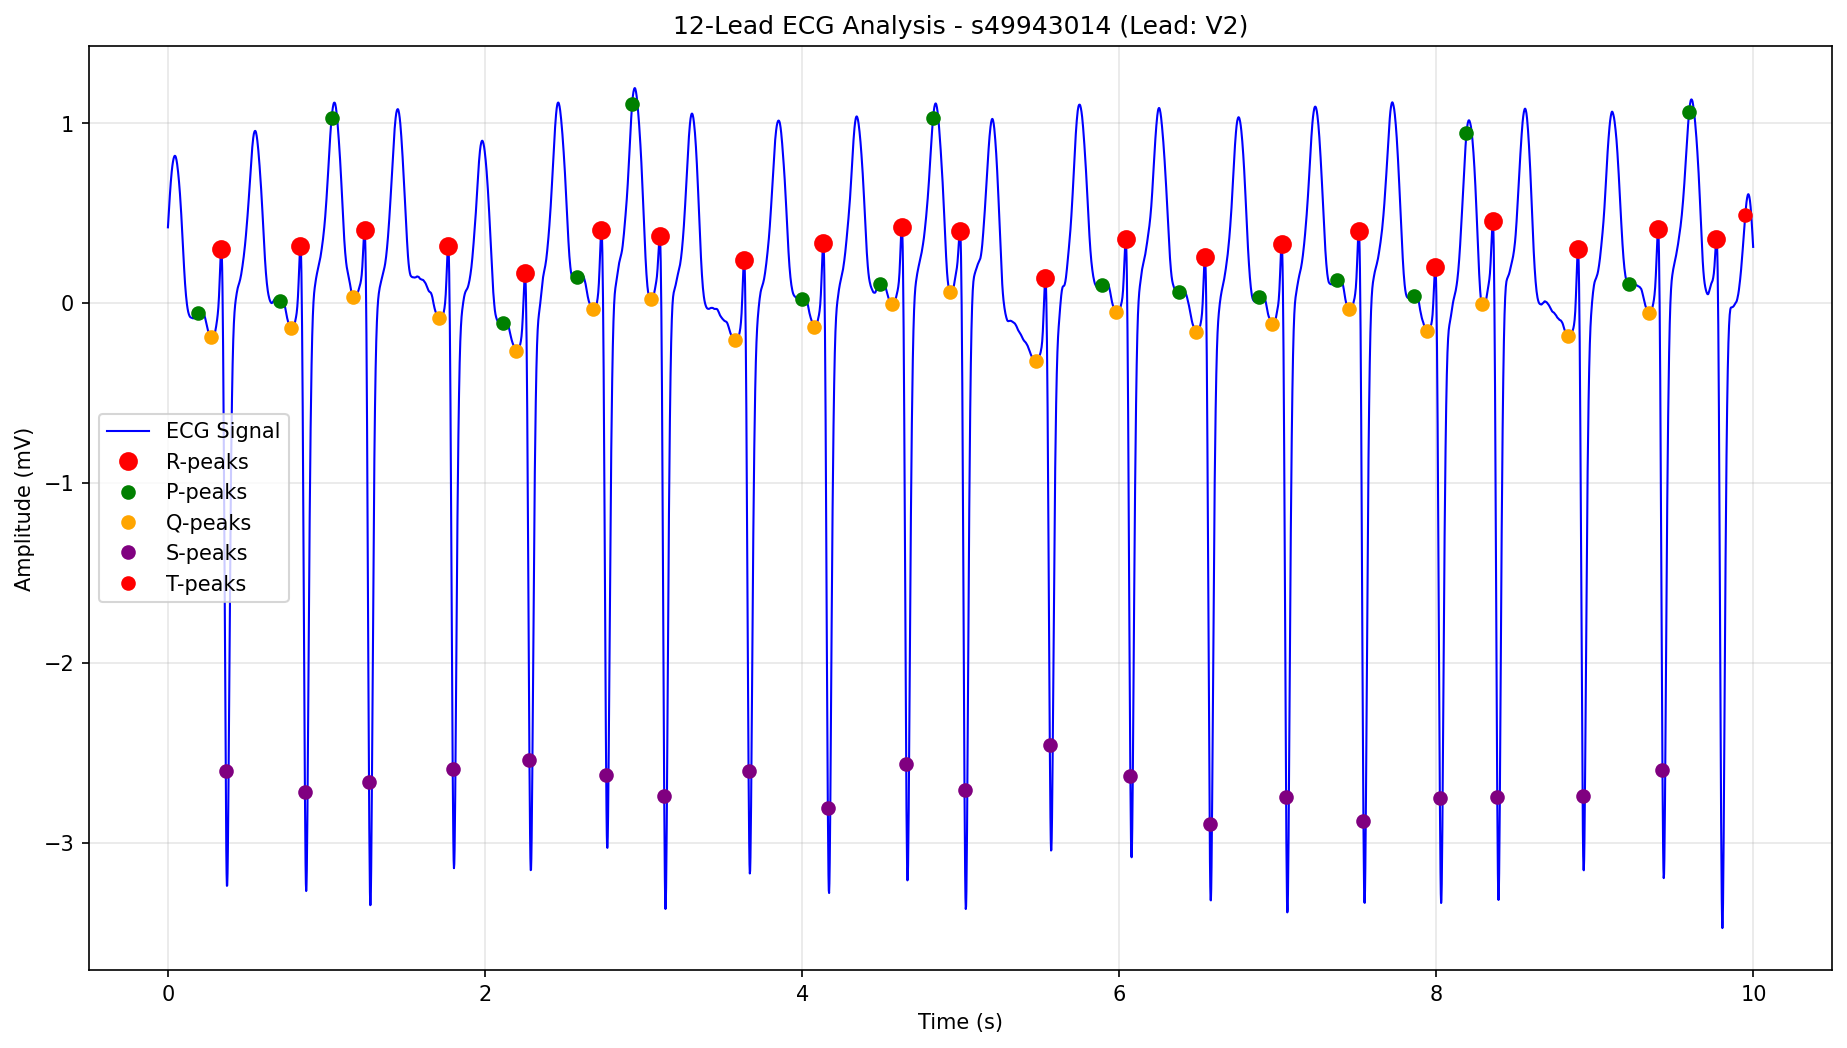 12-Lead ECG Analysis - s49943014 (Lead: V2)
Amplitude (mV)
1
0
−1
−2
−3
ECG Signal
R-peaks
P-peaks
Q-peaks
S-peaks
T-peaks
0 2 4 6 8 10
Time (s)